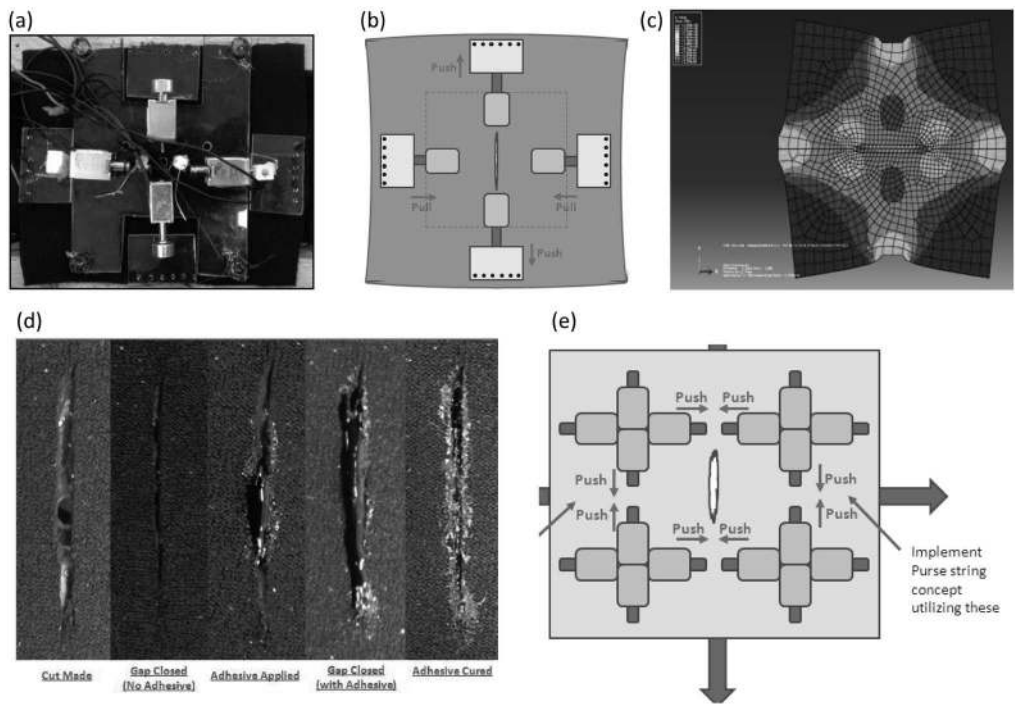 (a)
(b)
(c)
Push
Pull
Pull
Push
(d)
(e)
Cut Made
Gap Closed
(No Adhesive)
Adhesive Applied
Gap Closed
(with Adhesive)
Adhesive Cured
Push
Push
Push
Push
Push
Push
Push
Push
Implement
Purse string
concept
utilizing these